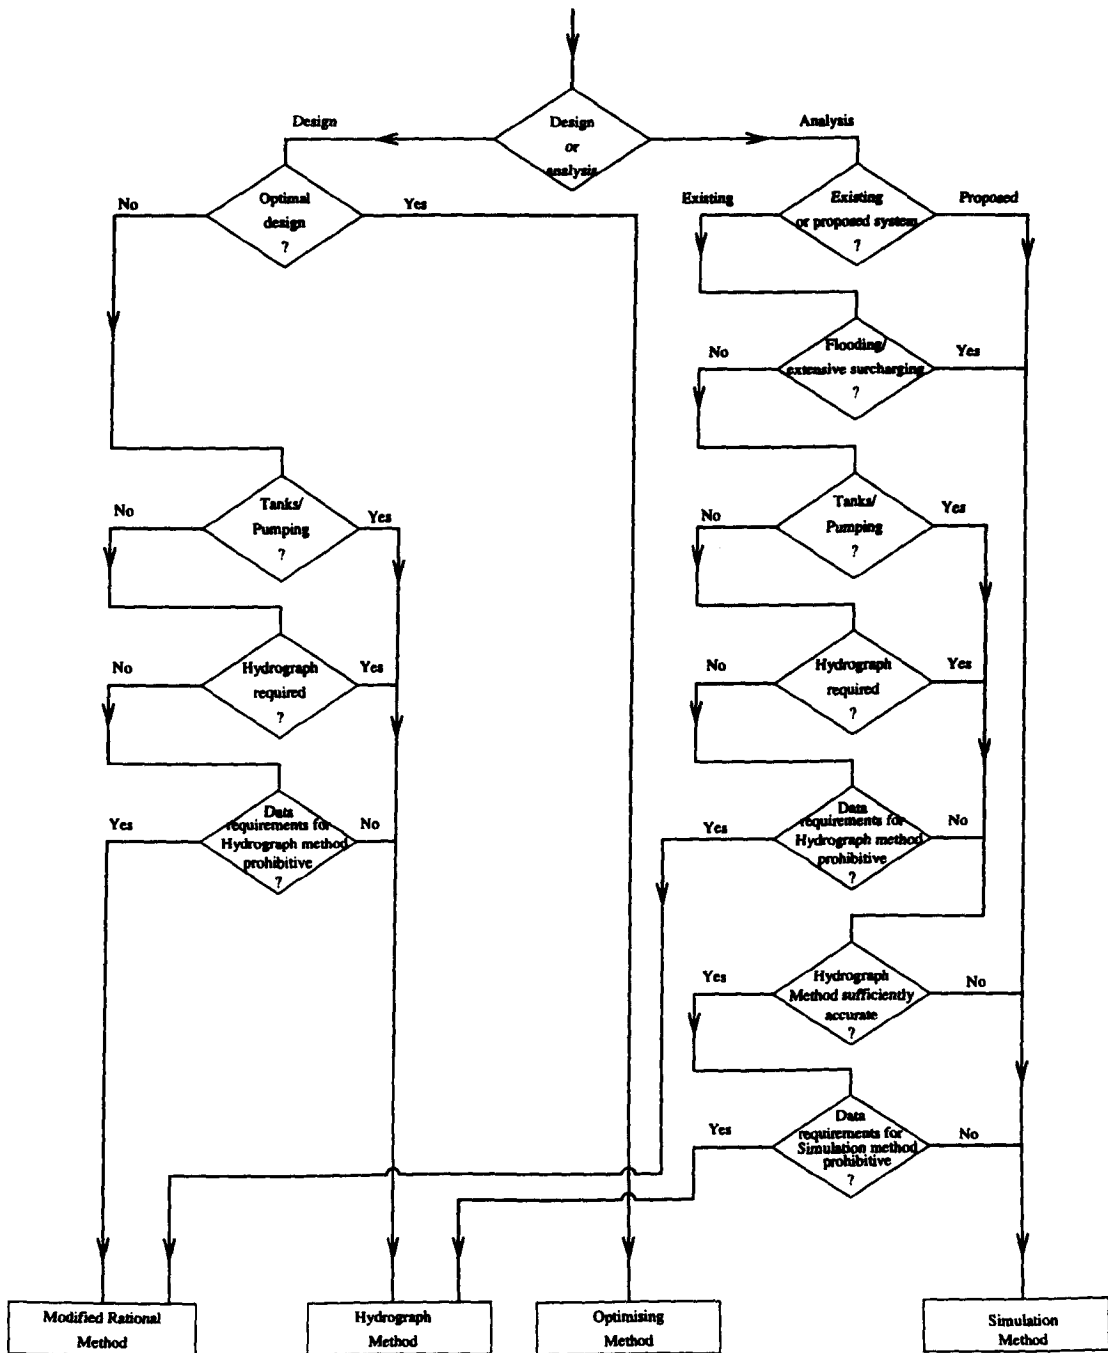 Design
Design
or
analysis
Analysis
No
Optimal
design
?
Yes
Existing
Existing
or proposed system
?
Proposed
No
Flooding/
extensive surcharging
?
Yes
No
Tanks/
Pumping
?
Yes
No
Tanks/
Pumping
?
Yes
No
Hydrograph
required
?
Yes
No
Hydrograph
required
?
Yes
Yes
Data
requirements for
Hydrograph method
prohibitive
?
No
Yes
Data
requirements for
Hydrograph method
prohibitive
?
No
Yes
Hydrograph
Method sufficiently
accurate
?
No
Yes
Data
requirements for
Simulation method
prohibitive
?
No
Modified Rational
Method
Hydrograph
Method
Optimising
Method
Simulation
Method